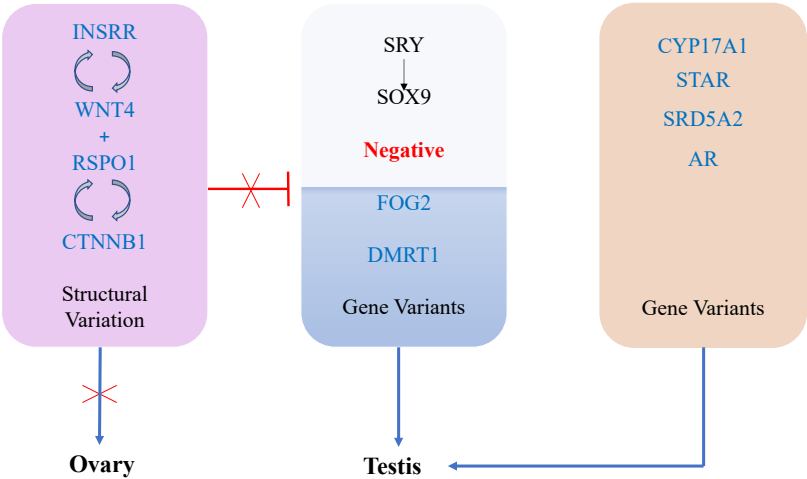 INSRR
WNT4
+
RSPO1
CTNNB1
Structural
Variation
SRY
SOX9
Negative
FOG2
DMRT1
Gene Variants
CYP17A1
STAR
SRD5A2
AR
Gene Variants
Ovary
Testis